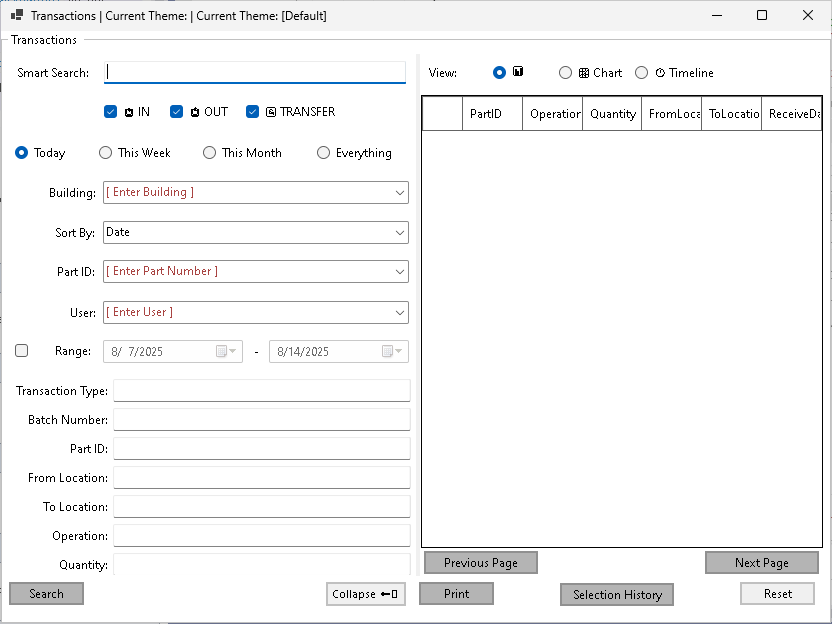 Transactions | Current Theme: | Current Theme: [Default]
Transactions
Smart Search:
IN
OUT
TRANSFER
Today
This Week
This Month
Everything
Building:
[ Enter Building ]
Sort By:
Date
Part ID:
[ Enter Part Number ]
User:
[ Enter User ]
Range:
8/ 7/2025
-
8/14/2025
Transaction Type:
Batch Number:
Part ID:
From Location:
To Location:
Operation:
Quantity:
Search
Collapse
View:
Chart
Timeline
PartID
Operation
Quantity
FromLoca
ToLocatio
ReceiveDa
Previous Page
Next Page
Print
Selection History
Reset